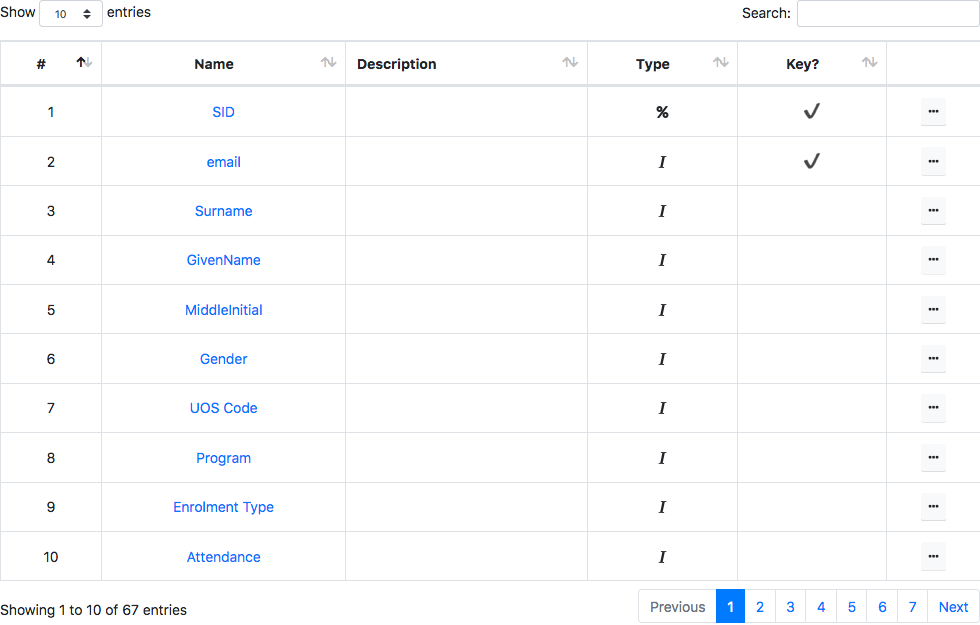 Show 10 entries Search:
# Name Description Type Key?
1 SID % ✓
2 email I ✓
3 Surname I
4 GivenName I
5 MiddleInitial I
6 Gender I
7 UOS Code I
8 Program I
9 Enrolment Type I
10 Attendance I
Showing 1 to 10 of 67 entries Previous 1 2 3 4 5 6 7 Next